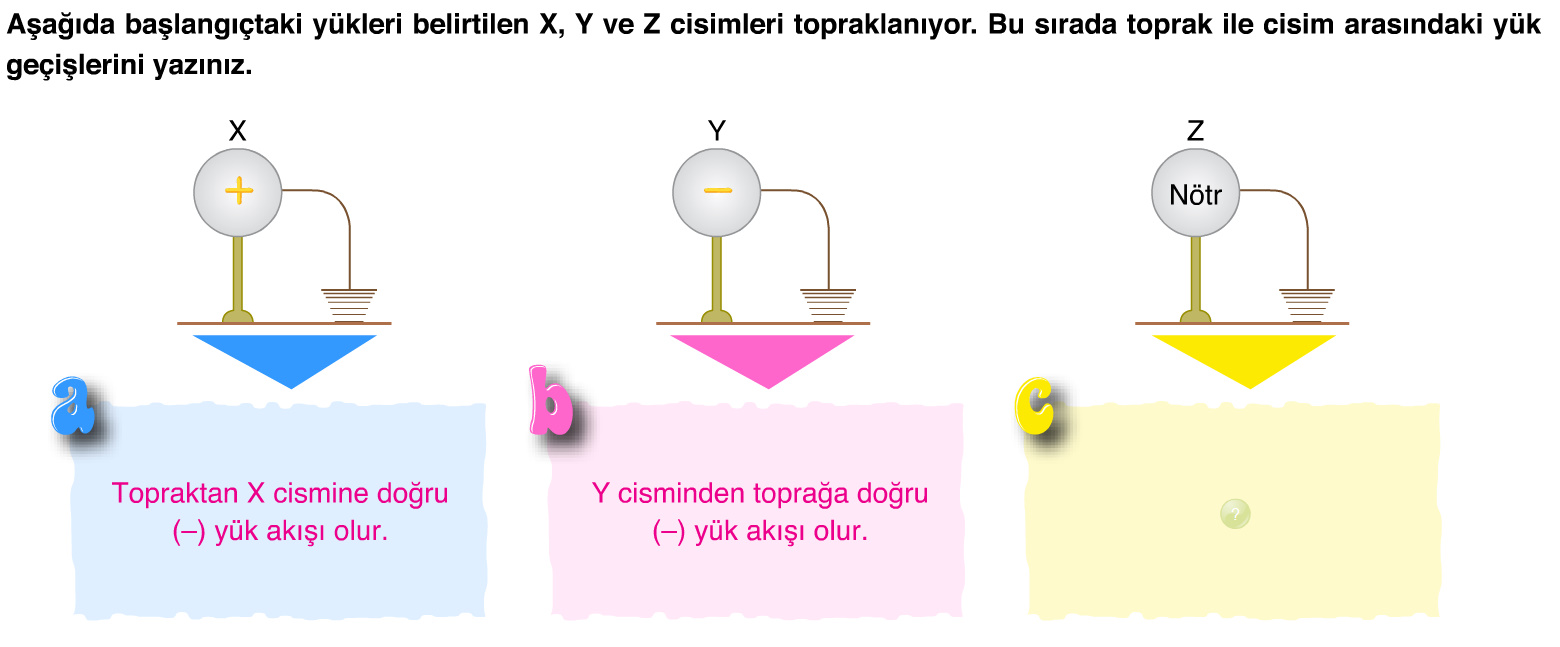 Aşağıda başlangıçtaki yükleri belirtilen X, Y ve Z cisimleri topraklanıyor. Bu sırada toprak ile cisim arasındaki yük
geçişlerini yazınız.
X
Y
Z
+
–
Nötr
a
b
c
Topraktan X cismine doğru
(–) yük akışı olur.
Y cisminden toprağa doğru
(–) yük akışı olur.
?